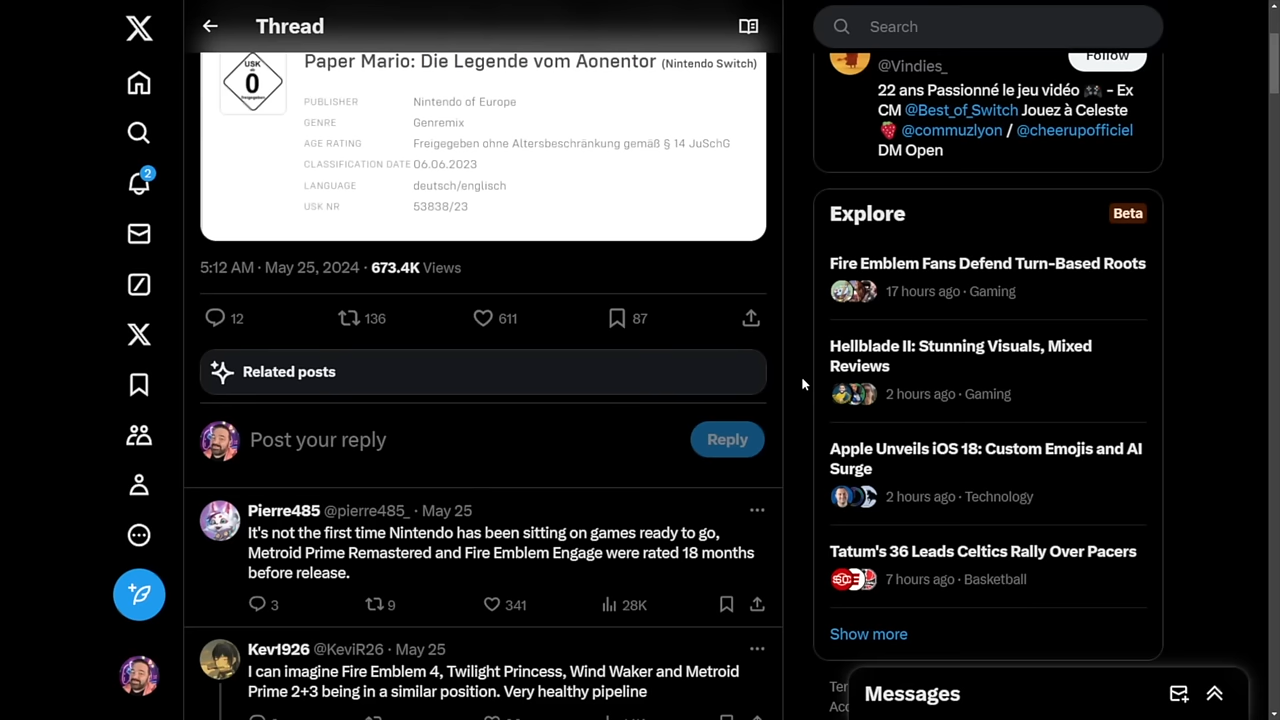 Thread
USK
ab
0
freigegeben
Paper Mario: Die Legende vom Äonentor (Nintendo Switch)
PUBLISHER Nintendo of Europe
GENRE Genremix
AGE RATING Freigegeben ohne Altersbeschränkung gemäß § 14 JuSchG
CLASSIFICATION DATE 06.06.2023
LANGUAGE deutsch/englisch
USK NR 53838/23
5:12 AM · May 25, 2024 · 673.4K Views
12 136 611 87
Related posts
Post your reply
Reply
Pierre485 @pierre485_ · May 25
It's not the first time Nintendo has been sitting on games ready to go,
Metroid Prime Remastered and Fire Emblem Engage were rated 18 months
before release.
3 9 341 28K
Kev1926 @KeviR26 · May 25
I can imagine Fire Emblem 4, Twilight Princess, Wind Waker and Metroid
Prime 2+3 being in a similar position. Very healthy pipeline
2
Search
@Vindies_
Follow
22 ans Passionné le jeu vidéo 🎮 - Ex
CM @Best_of_Switch Jouez à Celeste
🍓 @commuzlyon / @cheerupofficiel
DM Open
Explore
Beta
Fire Emblem Fans Defend Turn-Based Roots
17 hours ago · Gaming
Hellblade II: Stunning Visuals, Mixed
Reviews
2 hours ago · Gaming
Apple Unveils iOS 18: Custom Emojis and AI
Surge
2 hours ago · Technology
Tatum's 36 Leads Celtics Rally Over Pacers
7 hours ago · Basketball
Show more
Messages